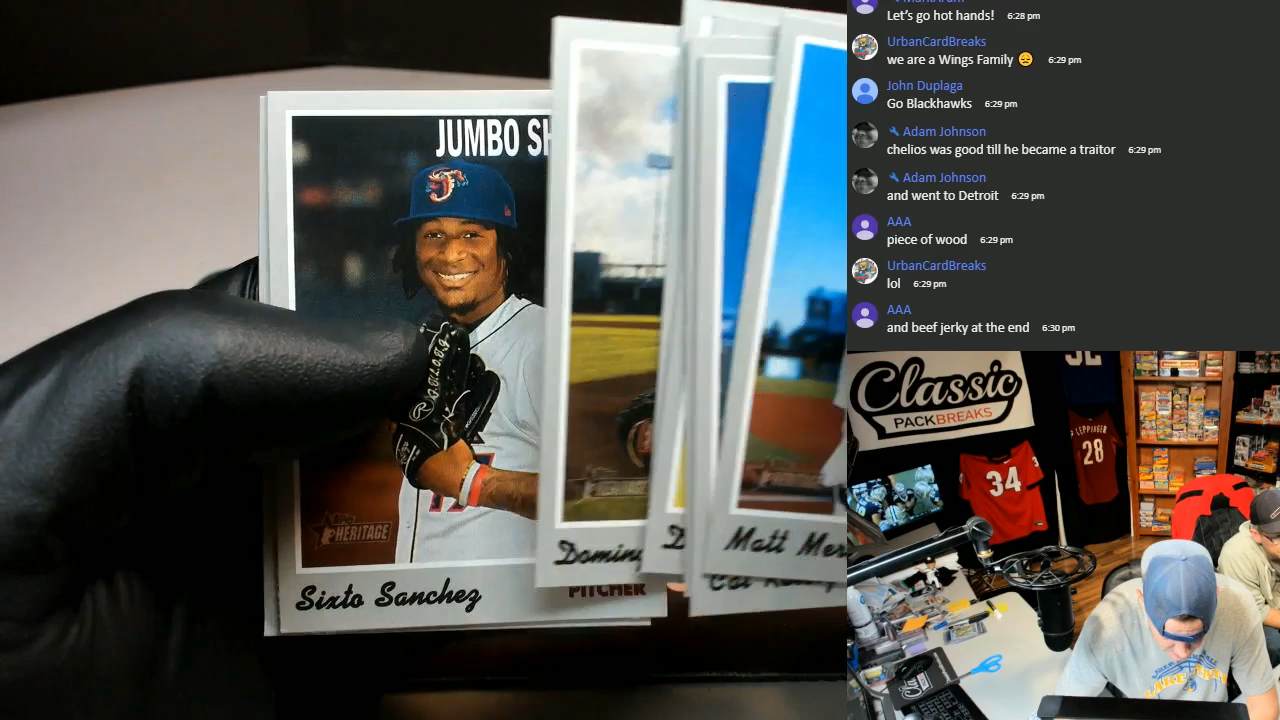 JUMBO SH
HERITAGE
Sixto Sanchez
PITCHER
Matt Mer
Let's go hot hands! 6:28 pm
UrbanCardBreaks
we are a Wings Family 😔 6:29 pm
John Duplaga
Go Blackhawks 6:29 pm
Adam Johnson
chelios was good till he became a traitor 6:29 pm
Adam Johnson
and went to Detroit 6:29 pm
AAA
piece of wood 6:29 pm
UrbanCardBreaks
lol 6:29 pm
AAA
and beef jerky at the end 6:30 pm
Classic
PACKBREAKS
34
28